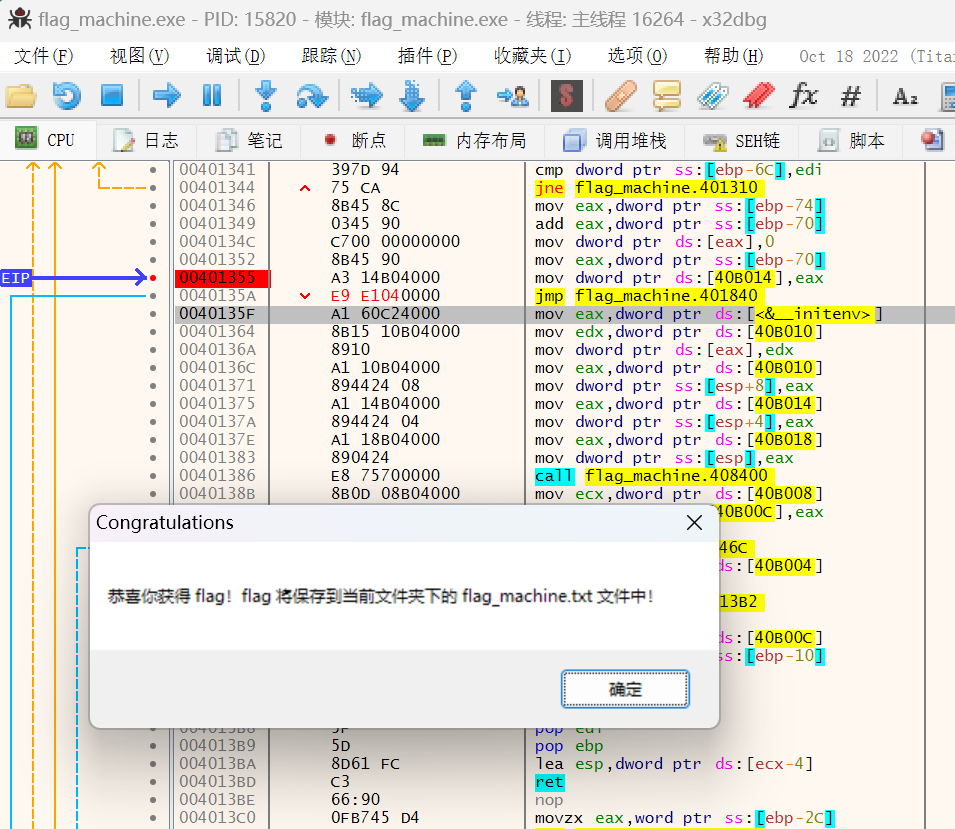 flag_machine.exe - PID: 15820 - 模块: flag_machine.exe - 线程: 主线程 16264 - x32dbg
文件(F) 视图(V) 调试(D) 跟踪(N) 插件(P) 收藏夹(I) 选项(O) 帮助(H) Oct 18 2022 (Titan
S fx # A₂
CPU 日志 笔记 断点 内存布局 调用堆栈 SEH链 脚本
00401341 397D 94 cmp dword ptr ss:[ebp-6C],edi
00401344 75 CA jne flag_machine.401310
00401346 8B45 8C mov eax,dword ptr ss:[ebp-74]
00401349 0345 90 add eax,dword ptr ss:[ebp-70]
0040134C C700 00000000 mov dword ptr ds:[eax],0
00401352 8B45 90 mov eax,dword ptr ss:[ebp-70]
EIP 00401355 A3 14B04000 mov dword ptr ds:[40B014],eax
0040135A E9 E1040000 jmp flag_machine.401840
0040135F A1 60C24000 mov eax,dword ptr ds:[<&__initenv>]
00401364 8B15 10B04000 mov edx,dword ptr ds:[40B010]
0040136A 8910 mov dword ptr ds:[eax],edx
0040136C A1 10B04000 mov eax,dword ptr ds:[40B010]
00401371 894424 08 mov dword ptr ss:[esp+8],eax
00401375 A1 14B04000 mov eax,dword ptr ds:[40B014]
0040137A 894424 04 mov dword ptr ss:[esp+4],eax
0040137E A1 18B04000 mov eax,dword ptr ds:[40B018]
00401383 890424 mov dword ptr ss:[esp],eax
00401386 E8 75700000 call flag_machine.408400
0040138B 8B0D 08B04000 mov ecx,dword ptr ds:[40B008]
40B00C],eax
46C
ds:[40B004]
13B2
ds:[40B00C]
ss:[ebp-10]
Congratulations
恭喜你获得 flag！flag 将保存到当前文件夹下的 flag_machine.txt 文件中！
确定
004013B8 5F pop edi
004013B9 5D pop ebp
004013BA 8D61 FC lea esp,dword ptr ds:[ecx-4]
004013BD C3 ret
004013BE 66:90 nop
004013C0 0FB745 D4 movzx eax,word ptr ss:[ebp-2C]